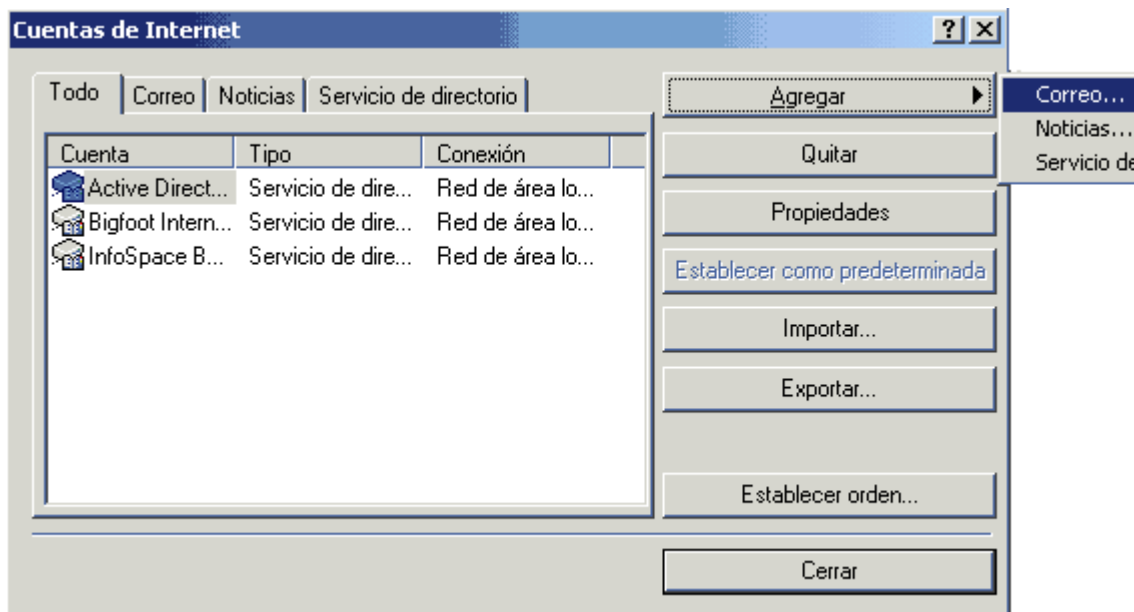 Cuentas de Internet
Todo Correo Noticias Servicio de directorio
Cuenta Tipo Conexión
Active Direct... Servicio de dire... Red de área lo...
Bigfoot Intern... Servicio de dire... Red de área lo...
InfoSpace B... Servicio de dire... Red de área lo...
Agregar
Quitar
Propiedades
Establecer como predeterminada
Importar...
Exportar...
Establecer orden...
Cerrar
Correo...
Noticias...
Servicio de